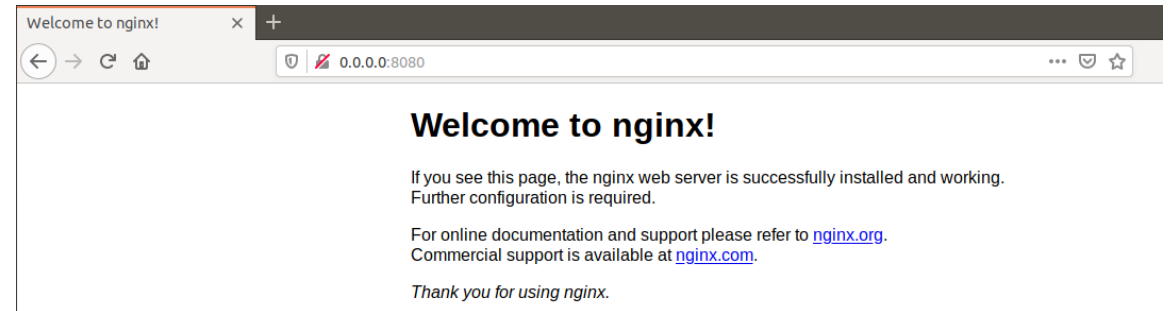 Welcome to nginx!
0.0.0.0:8080
Welcome to nginx!
If you see this page, the nginx web server is successfully installed and working.
Further configuration is required.
For online documentation and support please refer to nginx.org.
Commercial support is available at nginx.com.
Thank you for using nginx.